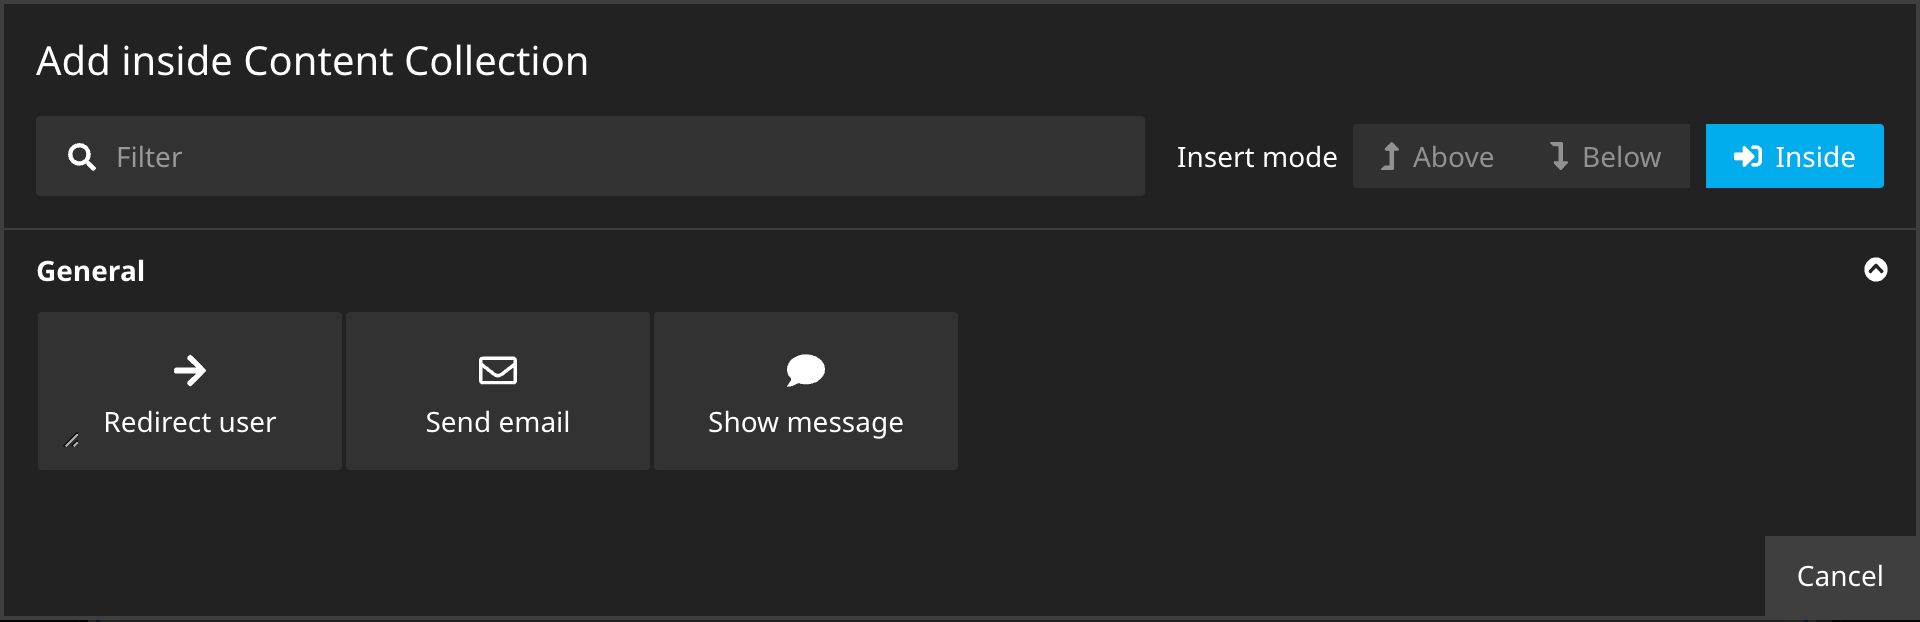 Add inside Content Collection
Filter
Insert mode
Above
Below
Inside
General
Redirect user
Send email
Show message
Cancel